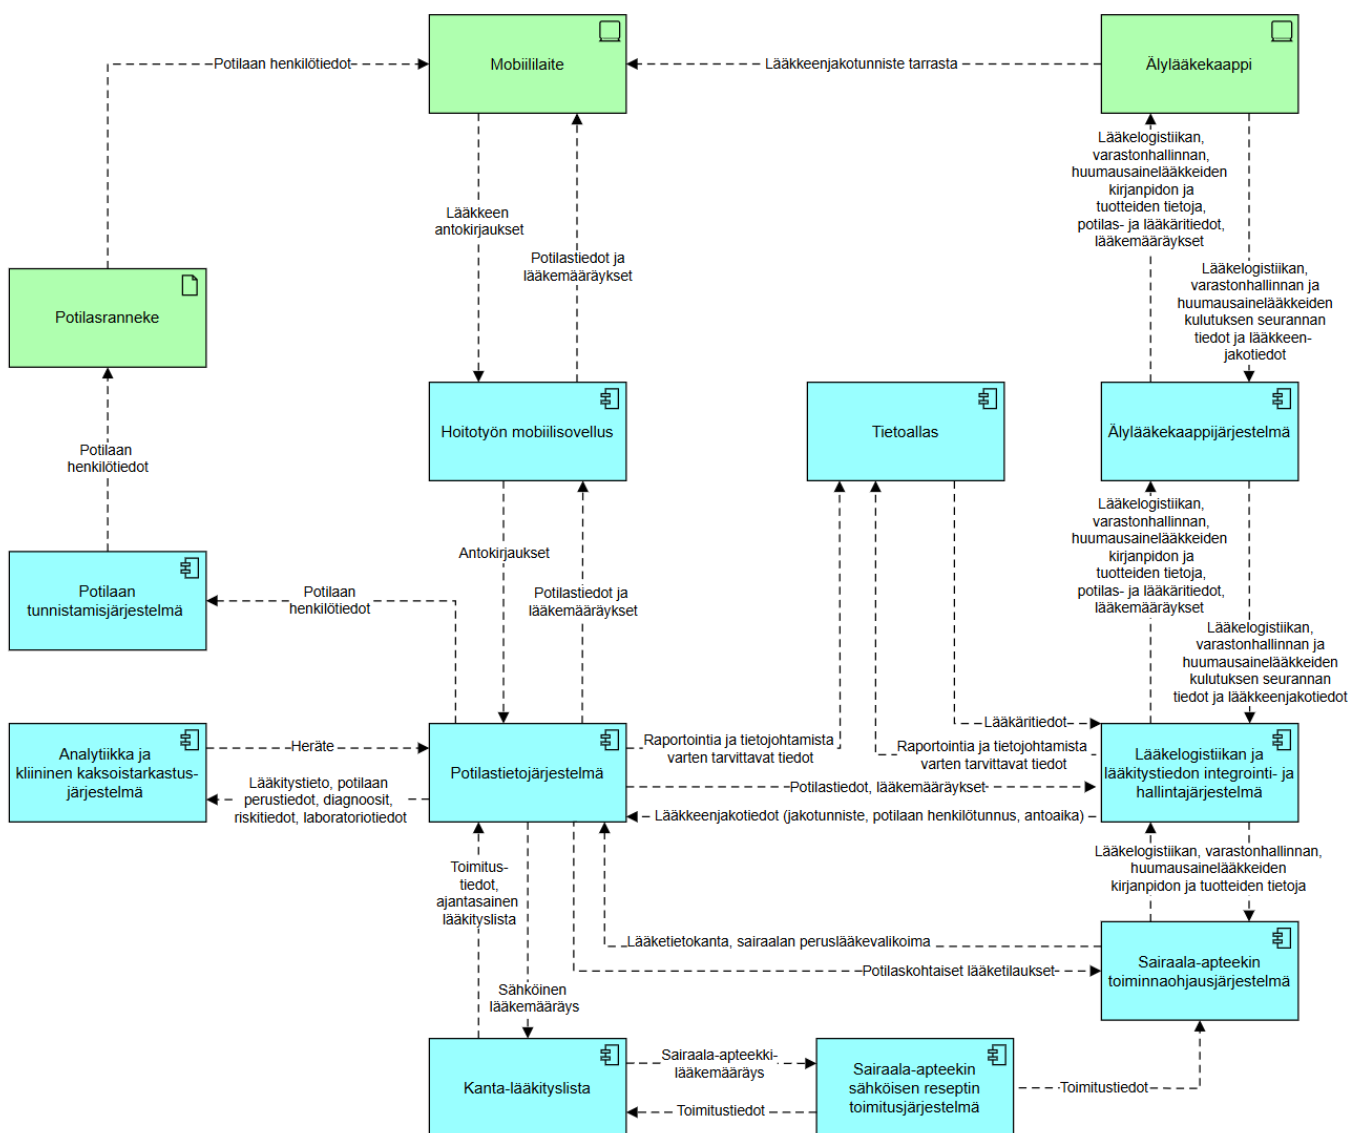 Mobiililaite
Älylääkekaappi
Potilaan henkilötiedot
Lääkkeenjakotunniste tarrasta
Lääkelogistiikan,
varastonhallinnan,
huumausainelääkkeiden
kirjanpidon ja
tuotteiden tietoja,
potilas- ja lääkäritiedot,
lääkemääräykset
Lääkkeen
antokirjaukset
Potilastiedot ja
lääkemääräykset
Lääkelogistiikan,
varastonhallinnan ja
huumausainelääkkeiden
kulutuksen seurannan
tiedot ja lääkkeen-
jakotiedot
Potilasranneke
Hoitotyön mobiilisovellus
Tietoallas
Älylääkekaappijärjestelmä
Potilaan
henkilötiedot
Lääkelogistiikan,
varastonhallinnan,
huumausainelääkkeiden
kirjanpidon ja
tuotteiden tietoja,
potilas- ja lääkäritiedot,
lääkemääräykset
Antokirjaukset
Potilaan
tunnistamisjärjestelmä
Potilaan
henkilötiedot
Potilastiedot ja
lääkemääräykset
Lääkelogistiikan,
varastonhallinnan ja
huumausainelääkkeiden
kulutuksen seurannan
tiedot ja lääkkeenjakotiedot
Lääkäritiedot
Analytiikka ja
kliininen kaksoistarkastus-
järjestelmä
Heräte
Potilastietojärjestelmä
Raportointia ja tietojohtamista
varten tarvittavat tiedot
Raportointia ja tietojohtamista
varten tarvittavat tiedot
Lääkelogistiikan ja
lääkitystiedon integrointi- ja
hallintajärjestelmä
Lääkitystieto, potilaan
perustiedot, diagnoosit,
riskitiedot, laboratoriotiedot
Potilastiedot, lääkemääräykset
Lääkkeenjakotiedot (jakotunniste, potilaan henkilötunnus, antoaika)
Toimitus-
tiedot,
ajantasainen
lääkityslista
Lääkelogistiikan, varastonhallinnan,
huumausainelääkkeiden
kirjanpidon ja tuotteiden tietoja
Lääketietokanta, sairaalan peruslääkevalikoima
Potilaskohtaiset lääketilaukset
Sairaala-apteekin
toiminnaohjausjärjestelmä
Sähköinen
lääkemääräys
Kanta-lääkityslista
Sairaala-apteekki-
lääkemääräys
Toimitustiedot
Sairaala-apteekin
sähköisen reseptin
toimitusjärjestelmä
Toimitustiedot